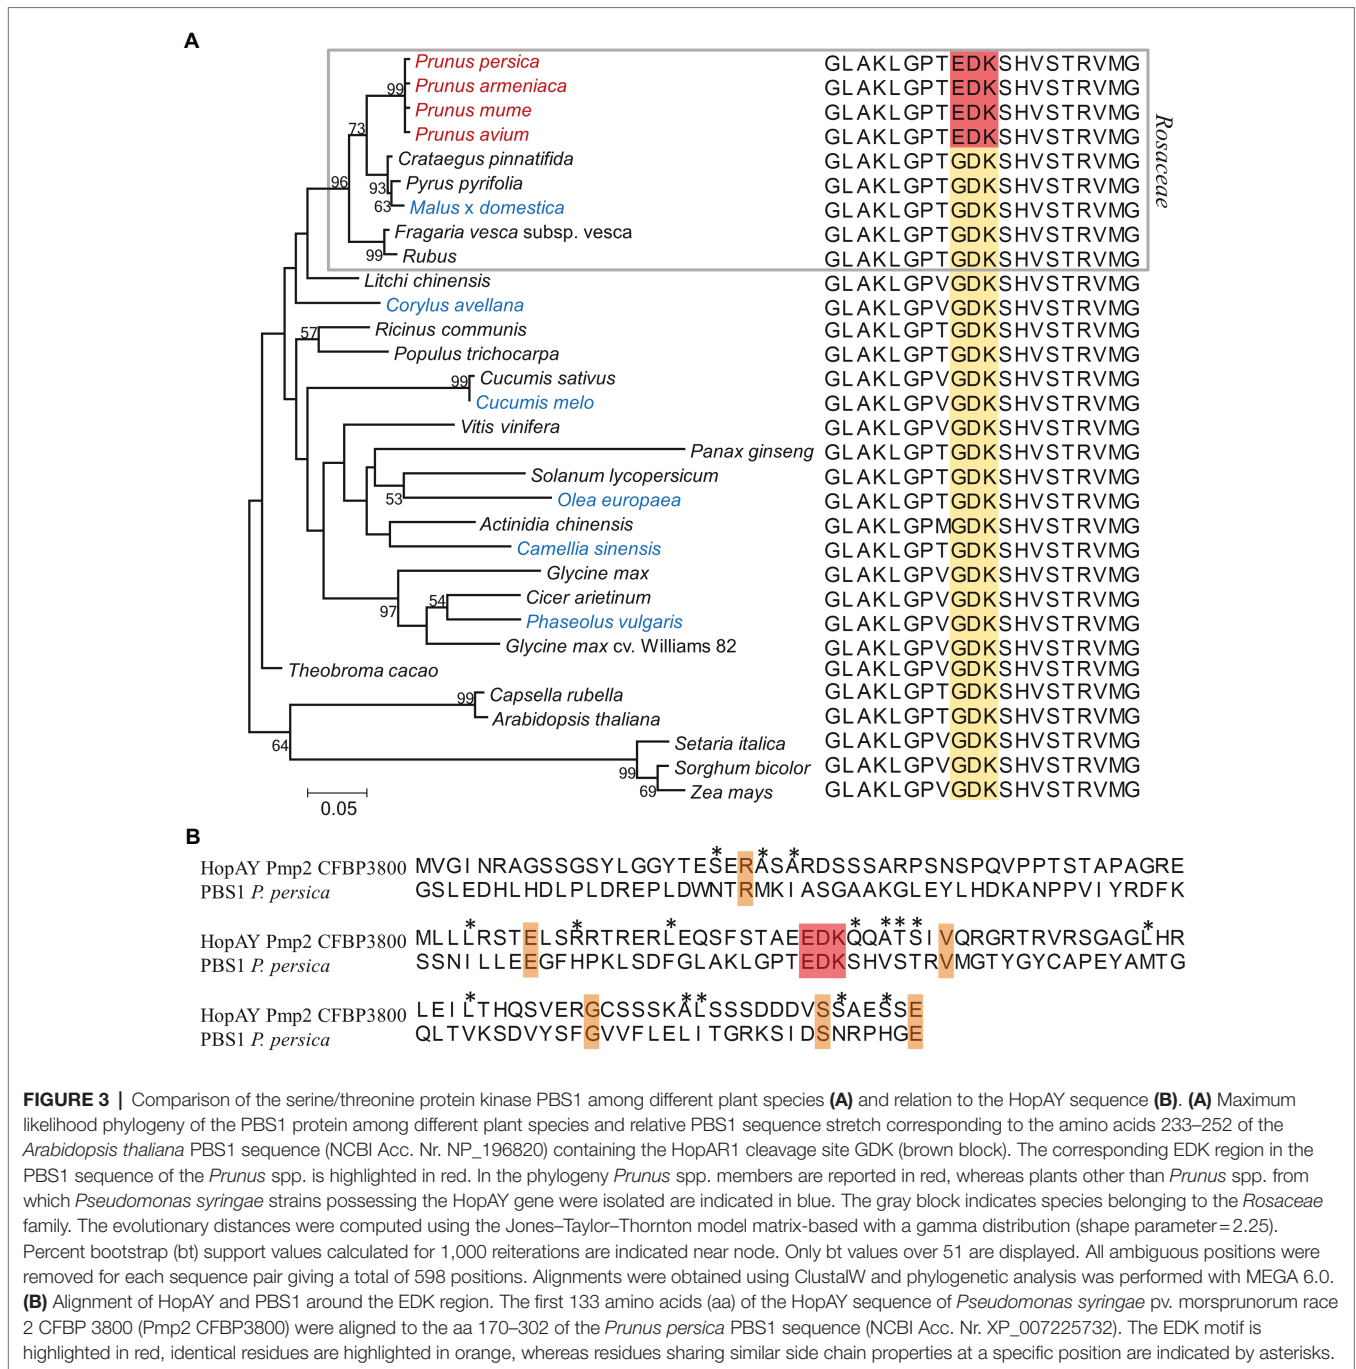 A
Prunus persica GLAKLGPTEDKSHVSTRVMG
Prunus armeniaca GLAKLGPTEDKSHVSTRVMG
Prunus mume GLAKLGPTEDKSHVSTRVMG
Prunus avium GLAKLGPTEDKSHVSTRVMG
Crataegus pinnatifida GLAKLGPTGDKSHVSTRVMG
Pyrus pyrifolia GLAKLGPTGDKSHVSTRVMG
Malus x domestica GLAKLGPTGDKSHVSTRVMG
Fragaria vesca subsp. vesca GLAKLGPTGDKSHVSTRVMG
Rubus GLAKLGPTGDKSHVSTRVMG
Rosaceae
Litchi chinensis GLAKLGPVGDKSHVSTRVMG
Corylus avellana GLAKLGPVGDKSHVSTRVMG
Ricinus communis GLAKLGPTGDKSHVSTRVMG
Populus trichocarpa GLAKLGPTGDKSHVSTRVMG
Cucumis sativus GLAKLGPVGDKSHVSTRVMG
Cucumis melo GLAKLGPVGDKSHVSTRVMG
Vitis vinifera GLAKLGPVGDKSHVSTRVMG
Panax ginseng GLAKLGPTGDKSHVSTRVMG
Solanum lycopersicum GLAKLGPTGDKSHVSTRVMG
Olea europaea GLAKLGPTGDKSHVSTRVMG
Actinidia chinensis GLAKLGPMGDKSHVSTRVMG
Camellia sinensis GLAKLGPTGDKSHVSTRVMG
Glycine max GLAKLGPVGDKSHVSTRVMG
Cicer arietinum GLAKLGPVGDKSHVSTRVMG
Phaseolus vulgaris GLAKLGPVGDKSHVSTRVMG
Glycine max cv. Williams 82 GLAKLGPVGDKSHVSTRVMG
Theobroma cacao GLAKLGPVGDKSHVSTRVMG
Capsella rubella GLAKLGPTGDKSHVSTRVMG
Arabidopsis thaliana GLAKLGPTGDKSHVSTRVMG
Setaria italica GLAKLGPVGDKSHVSTRVMG
Sorghum bicolor GLAKLGPVGDKSHVSTRVMG
Zea mays GLAKLGPVGDKSHVSTRVMG
99
73
96
93
63
99
57
99
53
97
54
99
64
99
69
0.05
B
* * *
HopAY Pmp2 CFBP3800 MVGINRAGSSGSYLGGYTESERASARDSSSARPSNSPQVPPTSTAPAGRE
PBS1 P. persica GSLEDHLHDLPLDREPLDWNTRMKIASGAAKGLEYLHDKANPPVIYRDFK
* * * * * * * *
HopAY Pmp2 CFBP3800 MLLLRSTELSRRTRERLEQSFSTAEEDKQQATSIVQRGRTRVRSGAGLHR
PBS1 P. persica SSNILLEEGFHPKLSDFGLAKLGPTEDKSHVSTRVMGTYGYCAPEYAMTG
* * * * *
HopAY Pmp2 CFBP3800 LEILTHQSVERGCSSSKALSSSDDDVSSAESSE
PBS1 P. persica QLTVKSDVYSFGVVFLELITGRKSIDSNRPHGE
FIGURE 3 | Comparison of the serine/threonine protein kinase PBS1 among different plant species (A) and relation to the HopAY sequence (B). (A) Maximum
likelihood phylogeny of the PBS1 protein among different plant species and relative PBS1 sequence stretch corresponding to the amino acids 233–252 of the
Arabidopsis thaliana PBS1 sequence (NCBI Acc. Nr. NP_196820) containing the HopAR1 cleavage site GDK (brown block). The corresponding EDK region in the
PBS1 sequence of the Prunus spp. is highlighted in red. In the phylogeny Prunus spp. members are reported in red, whereas plants other than Prunus spp. from
which Pseudomonas syringae strains possessing the HopAY gene were isolated are indicated in blue. The gray block indicates species belonging to the Rosaceae
family. The evolutionary distances were computed using the Jones–Taylor–Thornton model matrix-based with a gamma distribution (shape parameter = 2.25).
Percent bootstrap (bt) support values calculated for 1,000 reiterations are indicated near node. Only bt values over 51 are displayed. All ambiguous positions were
removed for each sequence pair giving a total of 598 positions. Alignments were obtained using ClustalW and phylogenetic analysis was performed with MEGA 6.0.
(B) Alignment of HopAY and PBS1 around the EDK region. The first 133 amino acids (aa) of the HopAY sequence of Pseudomonas syringae pv. morsprunorum race
2 CFBP 3800 (Pmp2 CFBP3800) were aligned to the aa 170–302 of the Prunus persica PBS1 sequence (NCBI Acc. Nr. XP_007225732). The EDK motif is
highlighted in red, identical residues are highlighted in orange, whereas residues sharing similar side chain properties at a specific position are indicated by asterisks.